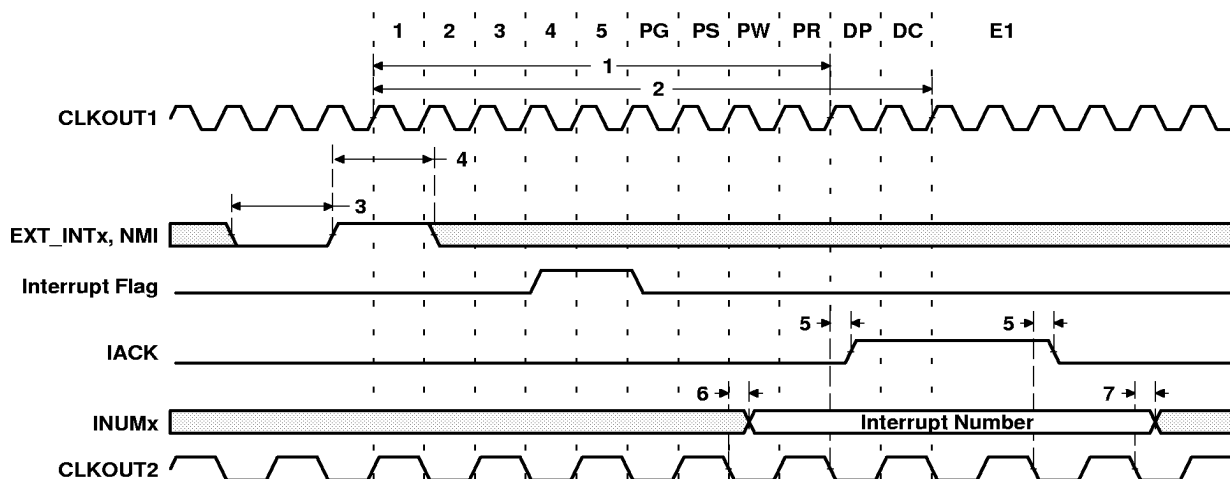 1 2 3 4 5 PG PS PW PR DP DC E1
1
2
CLKOUT1
4
3
EXT_INTx, NMI
Interrupt Flag
5 5
IACK
6 7
INUMx Interrupt Number
CLKOUT2